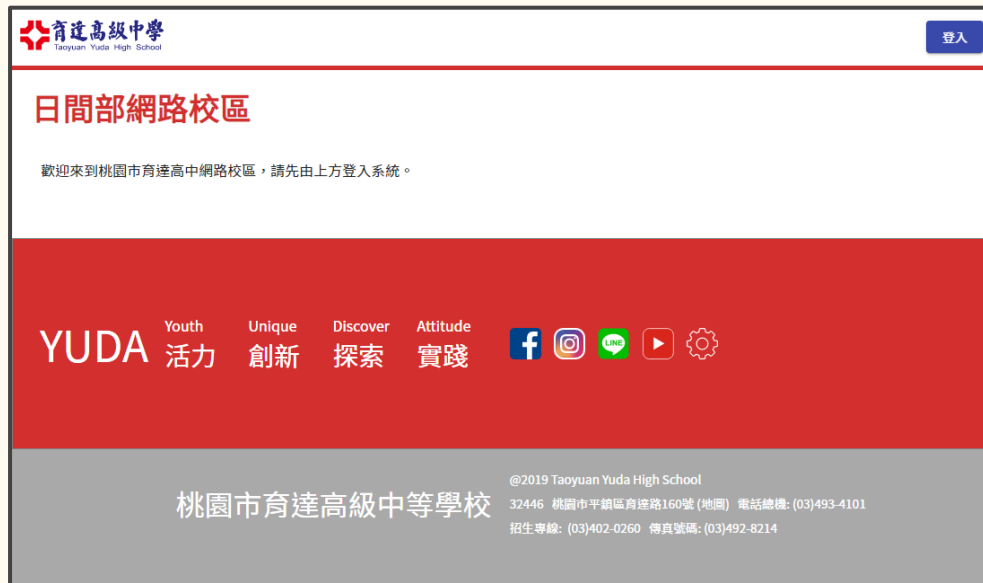 育達高級中學
Taoyuan Yuda High School
登入
日間部網路校區
歡迎來到桃園市育達高中網路校區，請先由上方登入系統。
YUDA
Youth Unique Discover Attitude
活力 創新 探索 實踐
LINE
桃園市育達高級中等學校
@2019 Taoyuan Yuda High School
32446 桃園市平鎮區育達路160號 (地圖) 電話總機: (03)493-4101
招生專線: (03)402-0260 傳真號碼: (03)492-8214